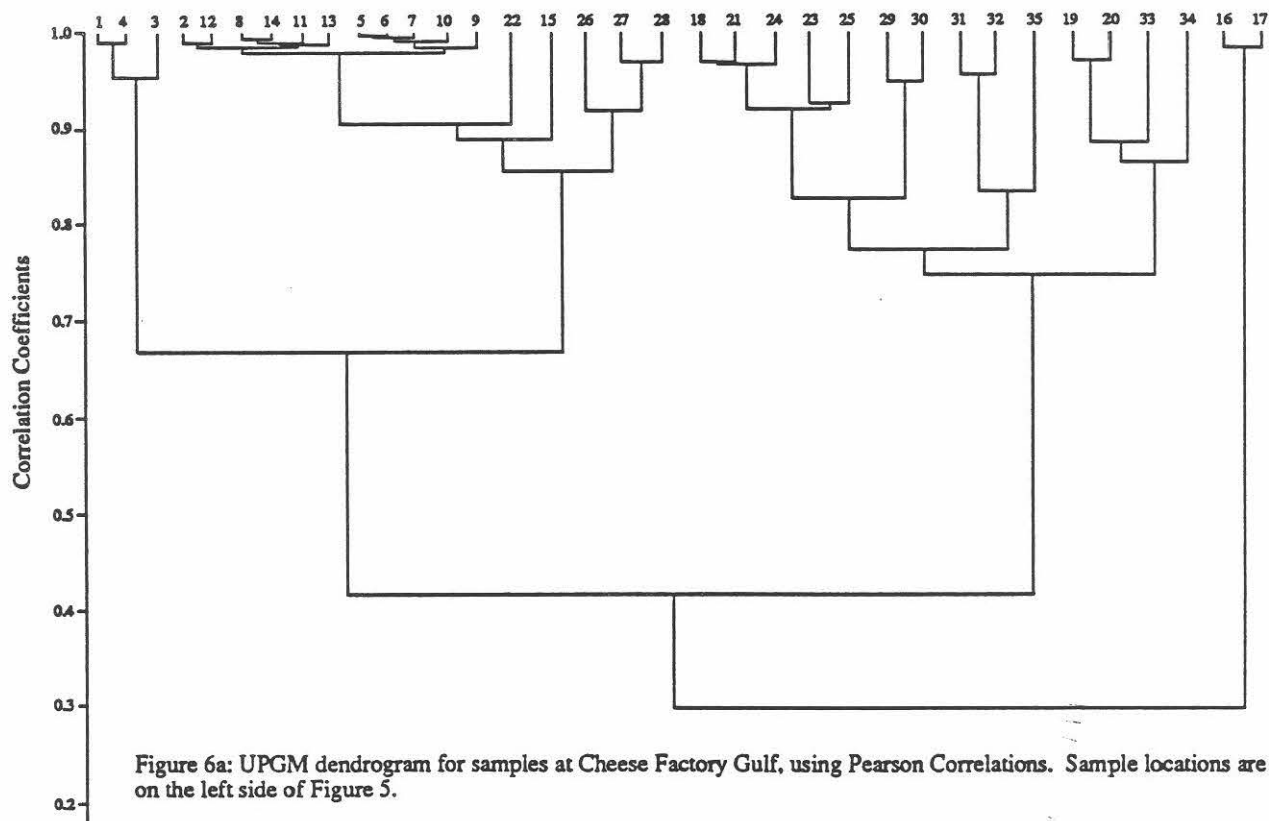 1 4 3 2 12 8 14 11 13 5 6 7 10 9 22 15 26 27 28 18 21 24 23 25 29 30 31 32 35 19 20 33 34 16 17
1.0
0.9
0.8
0.7
0.6
0.5
0.4
0.3
0.2
Correlation Coefficients
Figure 6a: UPGM dendrogram for samples at Cheese Factory Gulf, using Pearson Correlations. Sample locations are
on the left side of Figure 5.